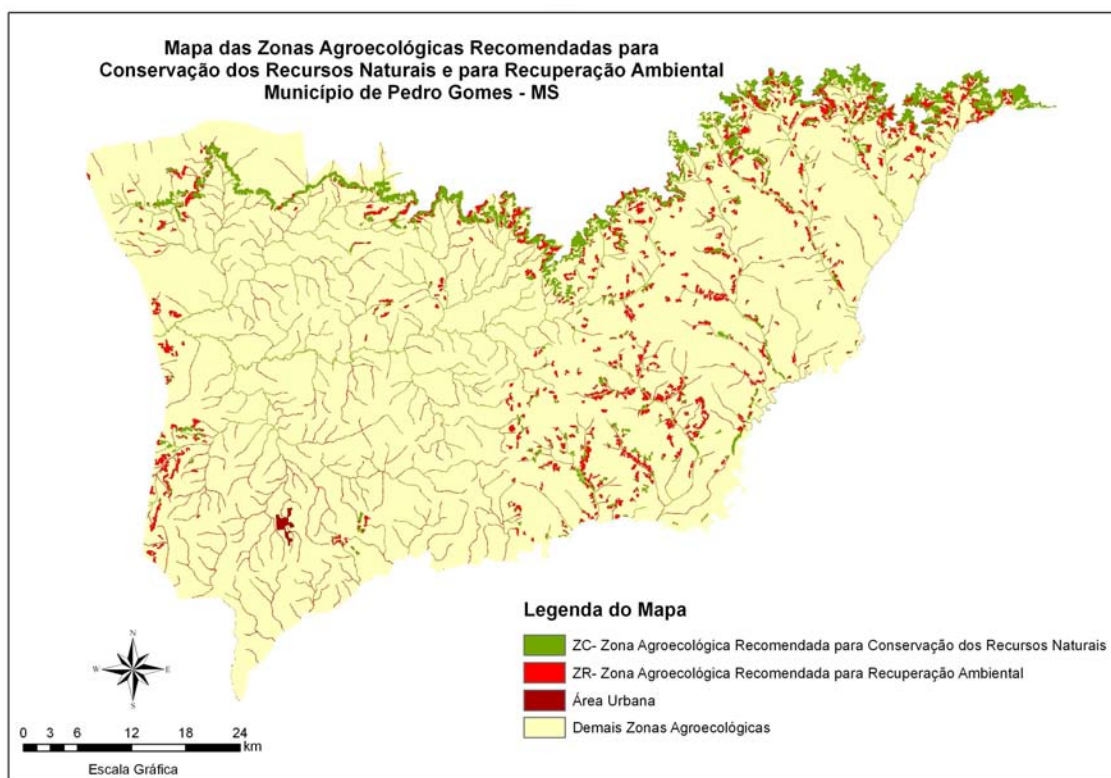 Mapa das Zonas Agroecológicas Recomendadas para
Conservação dos Recursos Naturais e para Recuperação Ambiental
Município de Pedro Gomes - MS
Legenda do Mapa
ZC- Zona Agroecológica Recomendada para Conservação dos Recursos Naturais
ZR- Zona Agroecológica Recomendada para Recuperação Ambiental
Área Urbana
Demais Zonas Agroecológicas
N
W E
S
0 3 6 12 18 24
km
Escala Gráfica